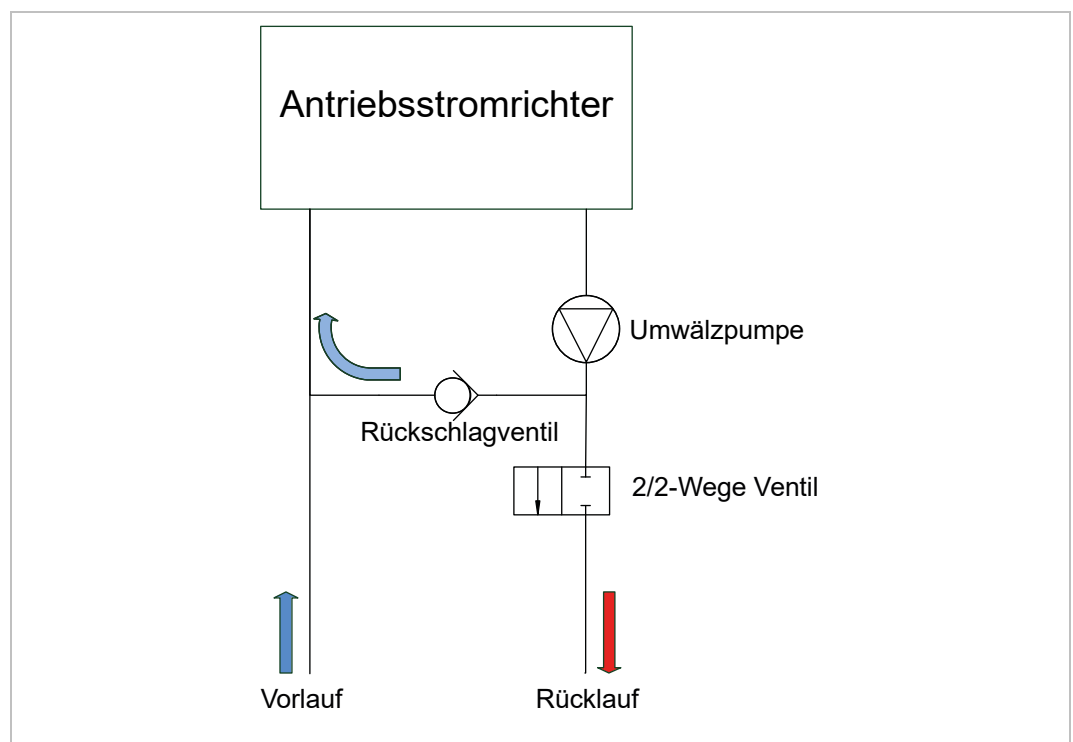 Antriebsstromrichter
Umwälzpumpe
Rückschlagventil
2/2-Wege Ventil
Vorlauf
Rücklauf